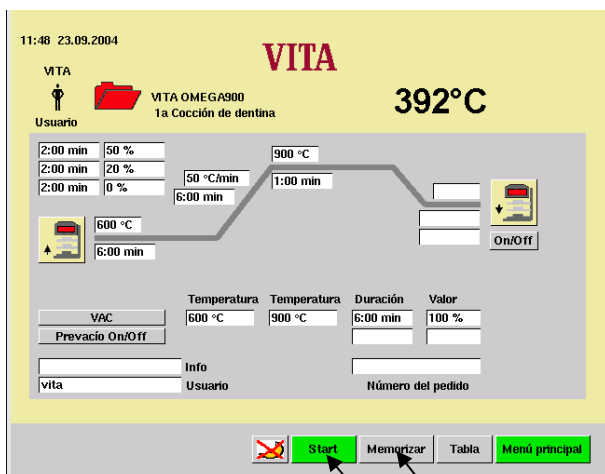 11:48 23.09.2004
VITA
VITA
Usuario
VITA OMEGA900
1a Cocción de dentina
392°C
2:00 min 50 %
2:00 min 20 %
2:00 min 0 %
50 °C/min
6:00 min
900 °C
1:00 min
600 °C
6:00 min
On/Off
Temperatura Temperatura Duración Valor
VAC 600 °C 900 °C 6:00 min 100 %
Prevacío On/Off
Info
vita Usuario Número del pedido
Start Memorizar Tabla Menú principal